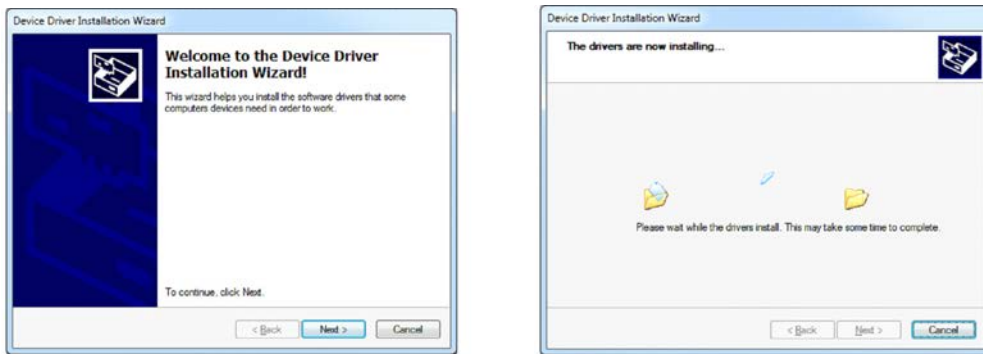 Device Driver Installation Wizard
Welcome to the Device Driver
Installation Wizard!
This wizard helps you install the software drivers that some
computers devices need in order to work.
To continue, click Next.
< Back
Next >
Cancel
Device Driver Installation Wizard
The drivers are now installing...
Please wait while the drivers install. This may take some time to complete.
< Back
Next >
Cancel